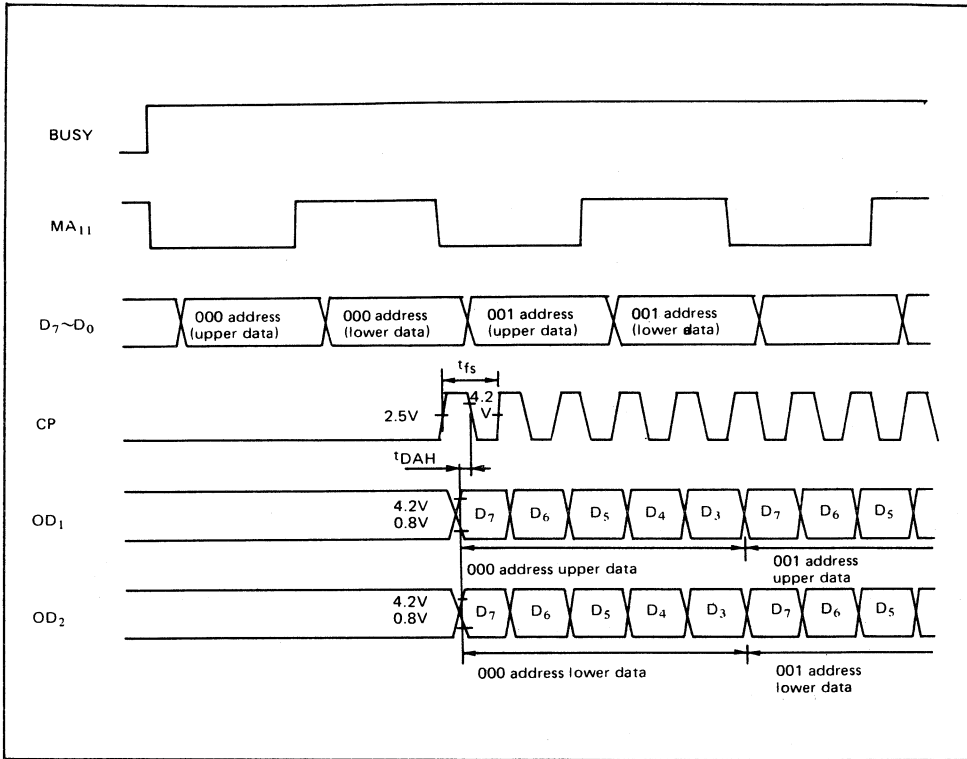 BUSY
MA11
D7~D0
000 address
(upper data)
000 address
(lower data)
001 address
(upper data)
001 address
(lower data)
tfs
CP
2.5V
4.2
V
tDAH
OD1
4.2V
0.8V
D7 D6 D5 D4 D3 D7 D6 D5
000 address upper data
001 address
upper data
OD2
4.2V
0.8V
D7 D6 D5 D4 D3 D7 D6 D5
000 address lower data
001 address
lower data